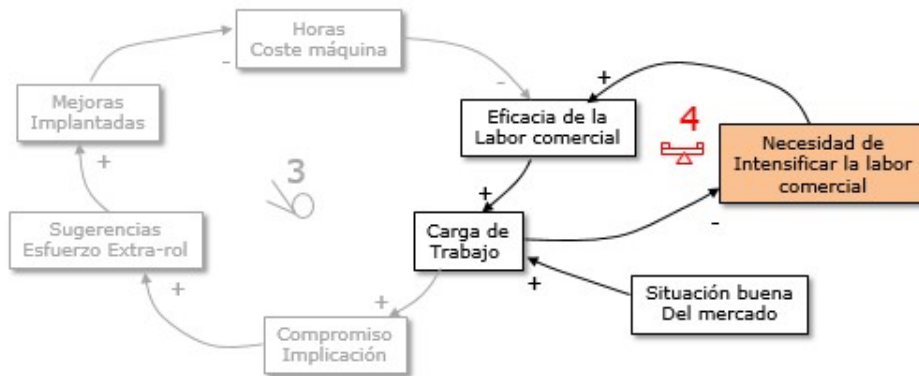 Horas
Coste máquina
-
-
+
Mejoras
Implantadas
Eficacia de la
Labor comercial
4
Necesidad de
Intensificar la labor
comercial
+
3
+
Sugerencias
Esfuerzo Extra-rol
Carga de
Trabajo
-
+
Situación buena
Del mercado
+
+
Compromiso
Implicación